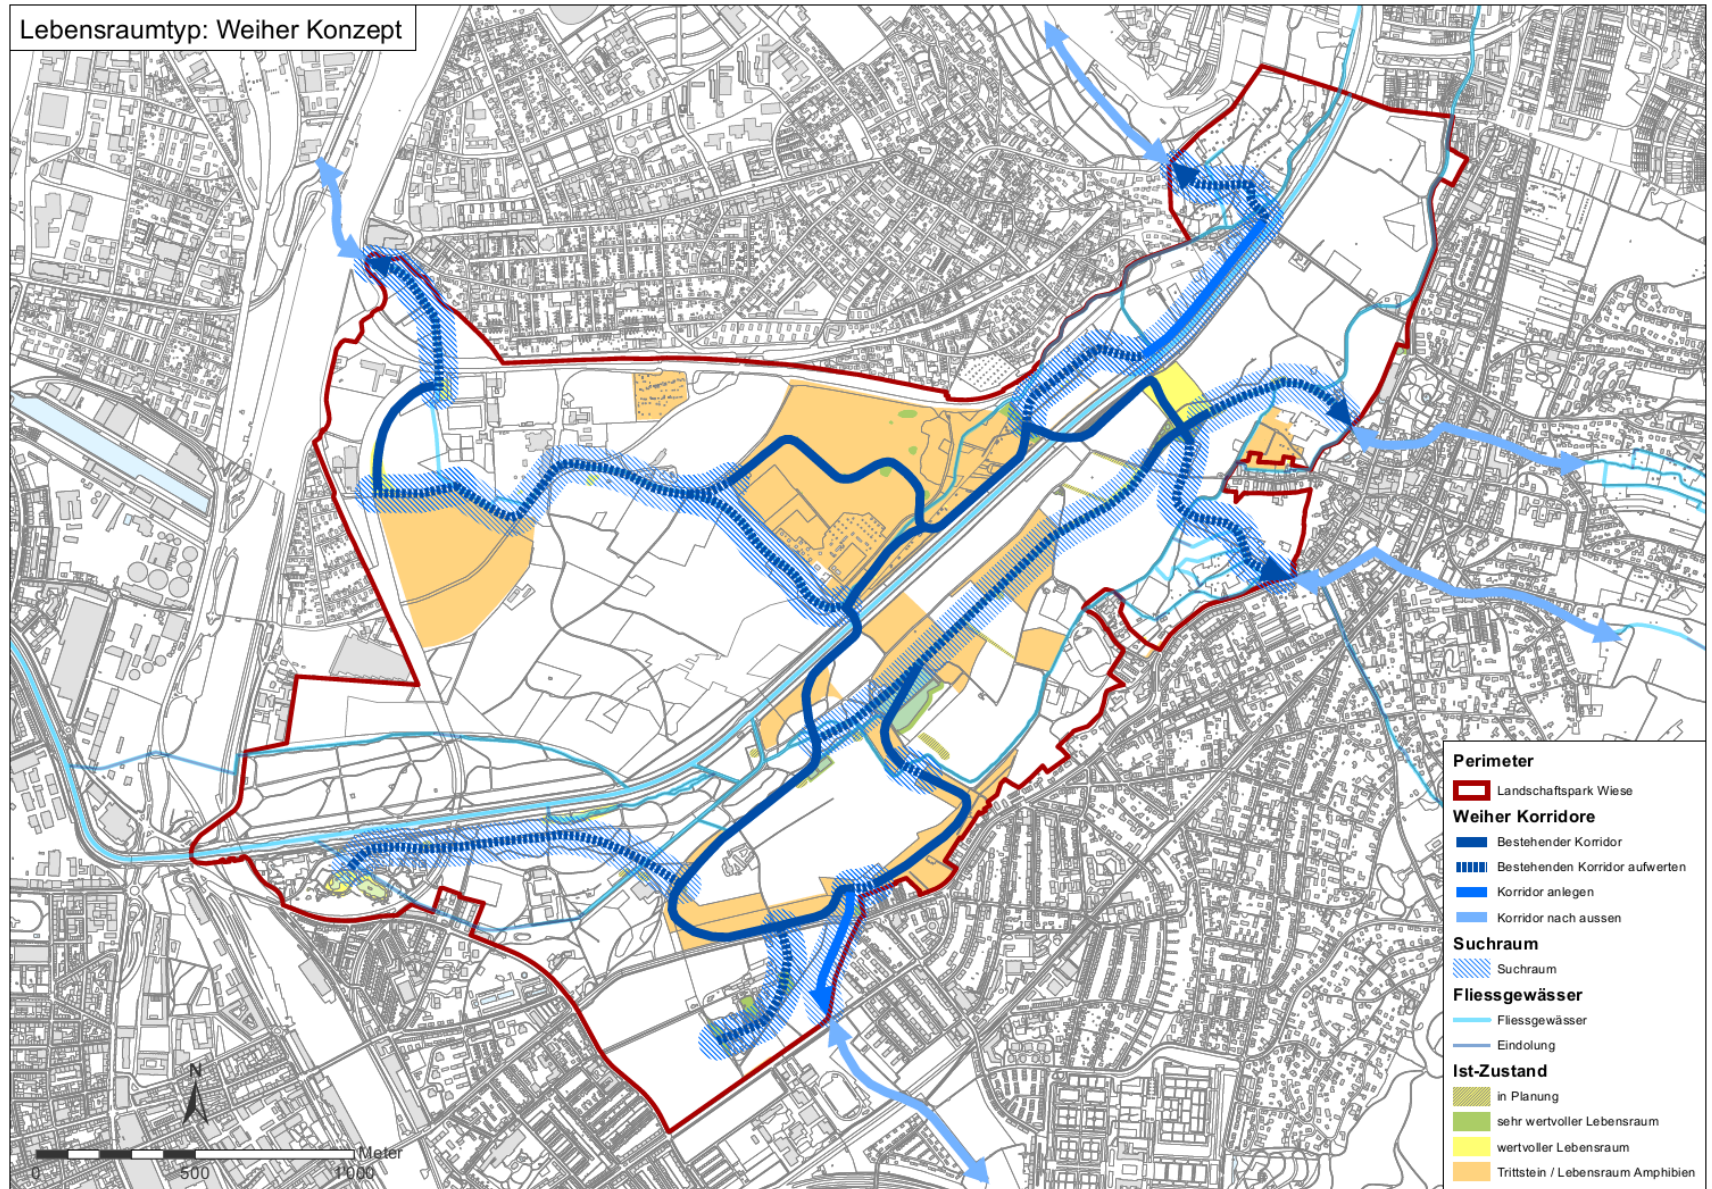 Lebensraumtyp: Weiher Konzept
N
Meter
0 500 1'000
Perimeter
Landschaftspark Wiese
Weiher Korridore
Bestehender Korridor
Bestehenden Korridor aufwerten
Korridor anlegen
Korridor nach aussen
Suchraum
Suchraum
Fliessgewässer
Fliessgewässer
Eindolung
Ist-Zustand
in Planung
sehr wertvoller Lebensraum
wertvoller Lebensraum
Trittstein / Lebensraum Amphibien